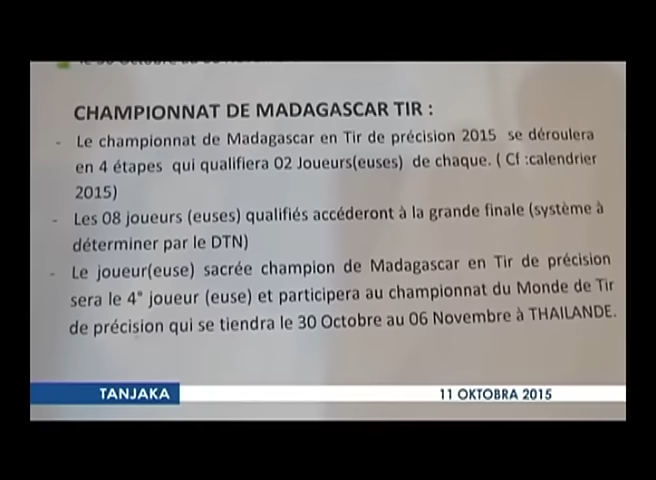 CHAMPIONNAT DE MADAGASCAR TIR :
- Le championnat de Madagascar en Tir de précision 2015 se déroulera
en 4 étapes qui qualifiera 02 Joueurs(euses) de chaque. ( Cf :calendrier
2015)
- Les 08 joueurs (euses) qualifiés accéderont à la grande finale (système à
déterminer par le DTN)
- Le joueur(euse) sacrée champion de Madagascar en Tir de précision
sera le 4° joueur (euse) et participera au championnat du Monde de Tir
de précision qui se tiendra le 30 Octobre au 06 Novembre à THAILANDE.
TANJAKA
11 OKTOBRA 2015